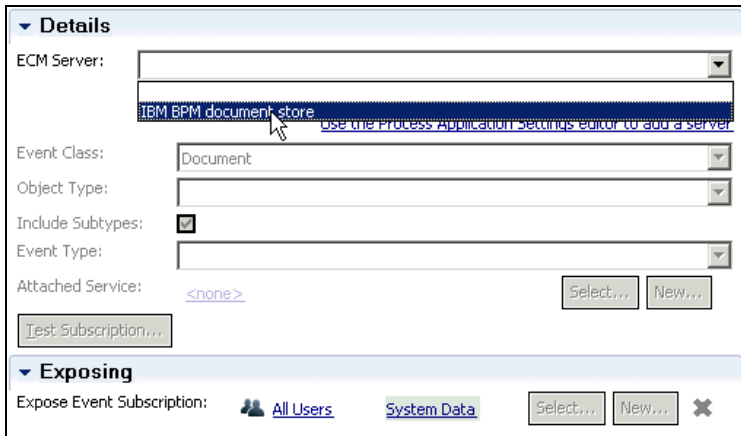 Details
ECM Server:
IBM BPM document store
Use the Process Application Settings editor to add a server
Event Class: Document
Object Type:
Include Subtypes:
Event Type:
Attached Service: <none> Select... New...
Test Subscription...
Exposing
Expose Event Subscription: All Users System Data Select... New...